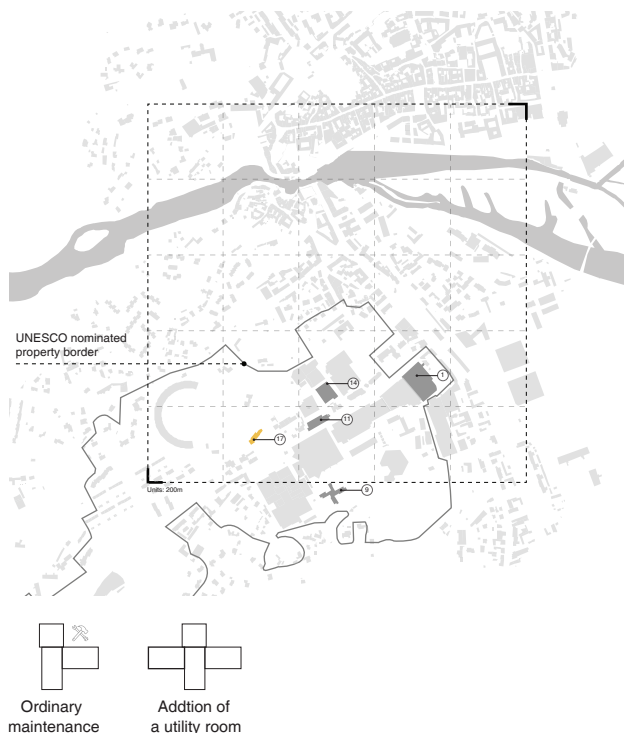 UNESCO nominated
property border
1
14
11
17
9
Units: 200m
Ordinary
maintenance
Addtion of
a utility room